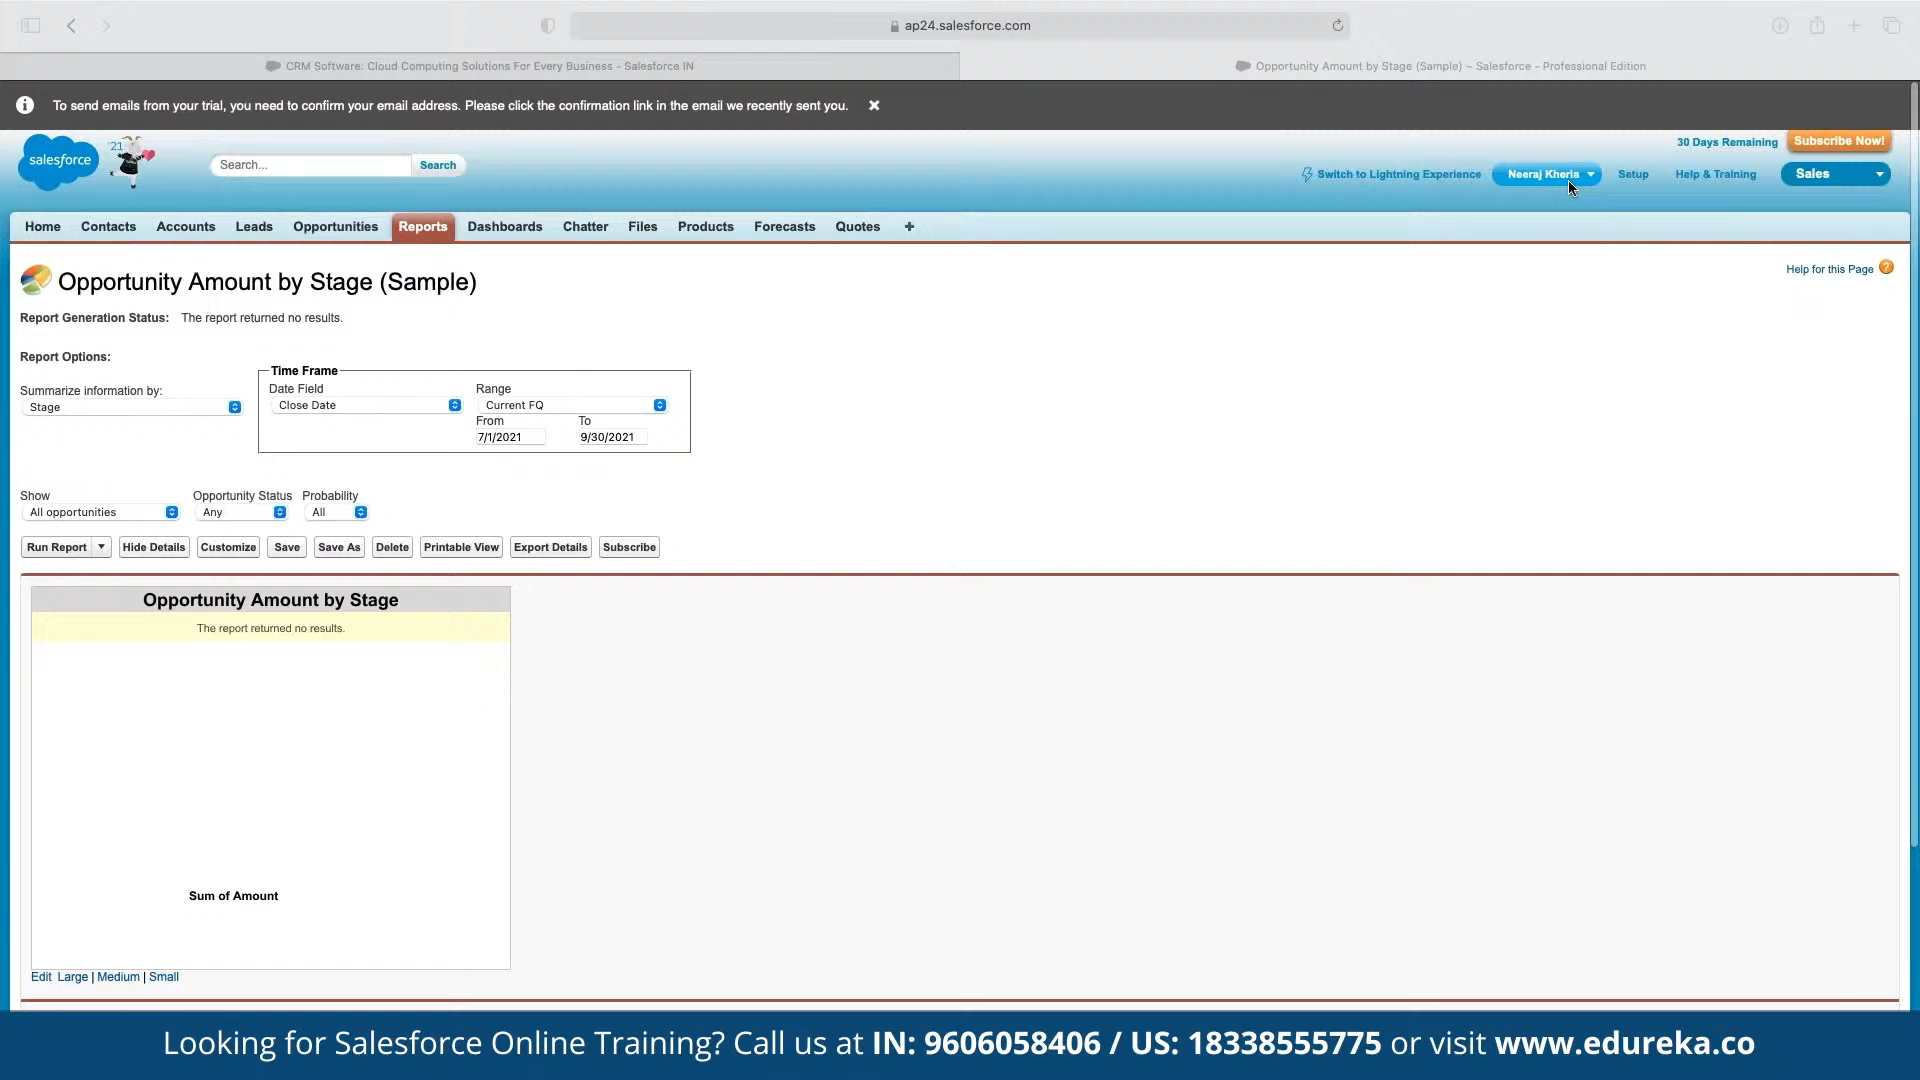 ap24.salesforce.com
CRM Software: Cloud Computing Solutions For Every Business - Salesforce IN
Opportunity Amount by Stage (Sample) ~ Salesforce - Professional Edition
To send emails from your trial, you need to confirm your email address. Please click the confirmation link in the email we recently sent you.
salesforce
'21
Search...
Search
30 Days Remaining
Subscribe Now!
Switch to Lightning Experience
Neeraj Kheria
Setup
Help & Training
Sales
Home Contacts Accounts Leads Opportunities Reports Dashboards Chatter Files Products Forecasts Quotes +
Opportunity Amount by Stage (Sample)
Help for this Page ?
Report Generation Status: The report returned no results.
Report Options:
Time Frame
Summarize information by:
Stage
Date Field
Close Date
Range
Current FQ
From
7/1/2021
To
9/30/2021
Show
All opportunities
Opportunity Status
Any
Probability
All
Run Report
Hide Details
Customize
Save
Save As
Delete
Printable View
Export Details
Subscribe
Opportunity Amount by Stage
The report returned no results.
Sum of Amount
Edit Large | Medium | Small
Looking for Salesforce Online Training? Call us at IN: 9606058406 / US: 18338555775 or visit www.edureka.co